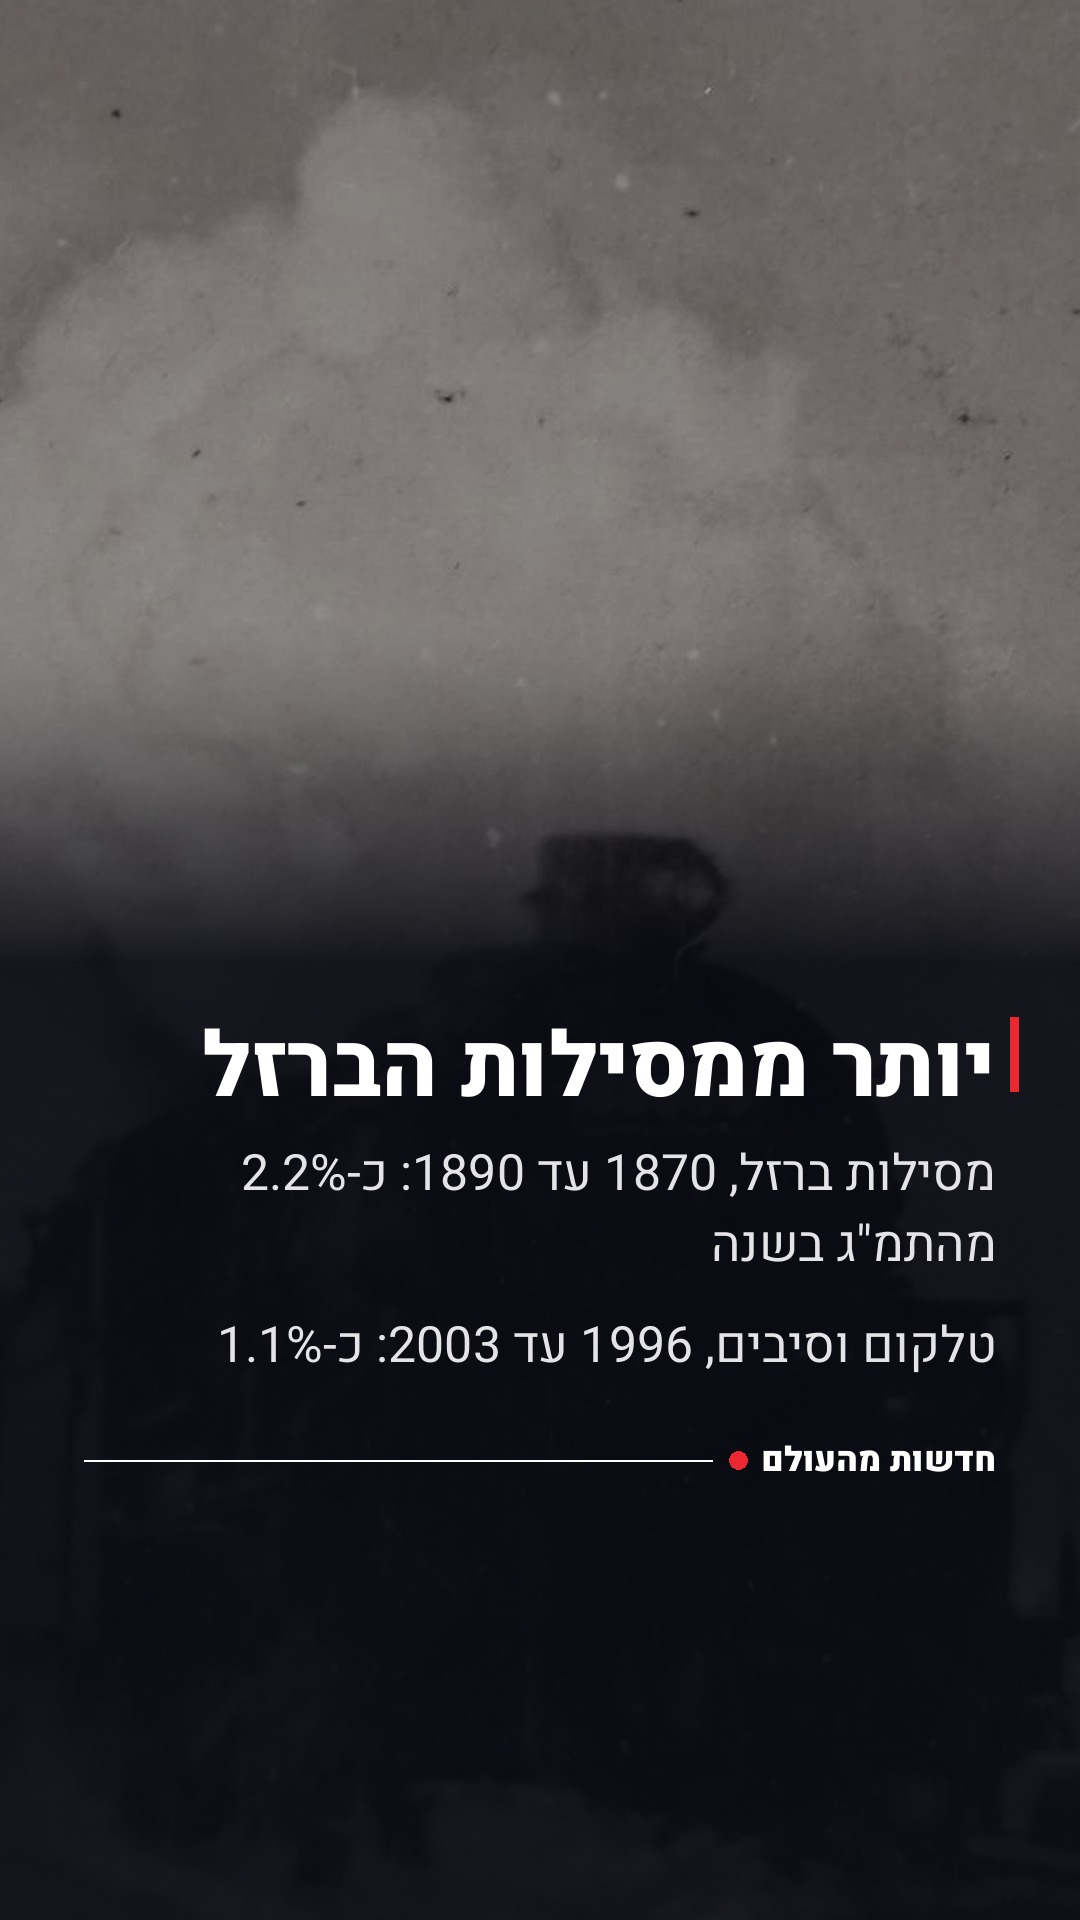 יותר ממסילות הברזל
מסילות ברזל, 1870 עד 1890: כ-2.2%
מהתמ"ג בשנה
טלקום וסיבים, 1996 עד 2003: כ-1.1%
חדשות מהעולם